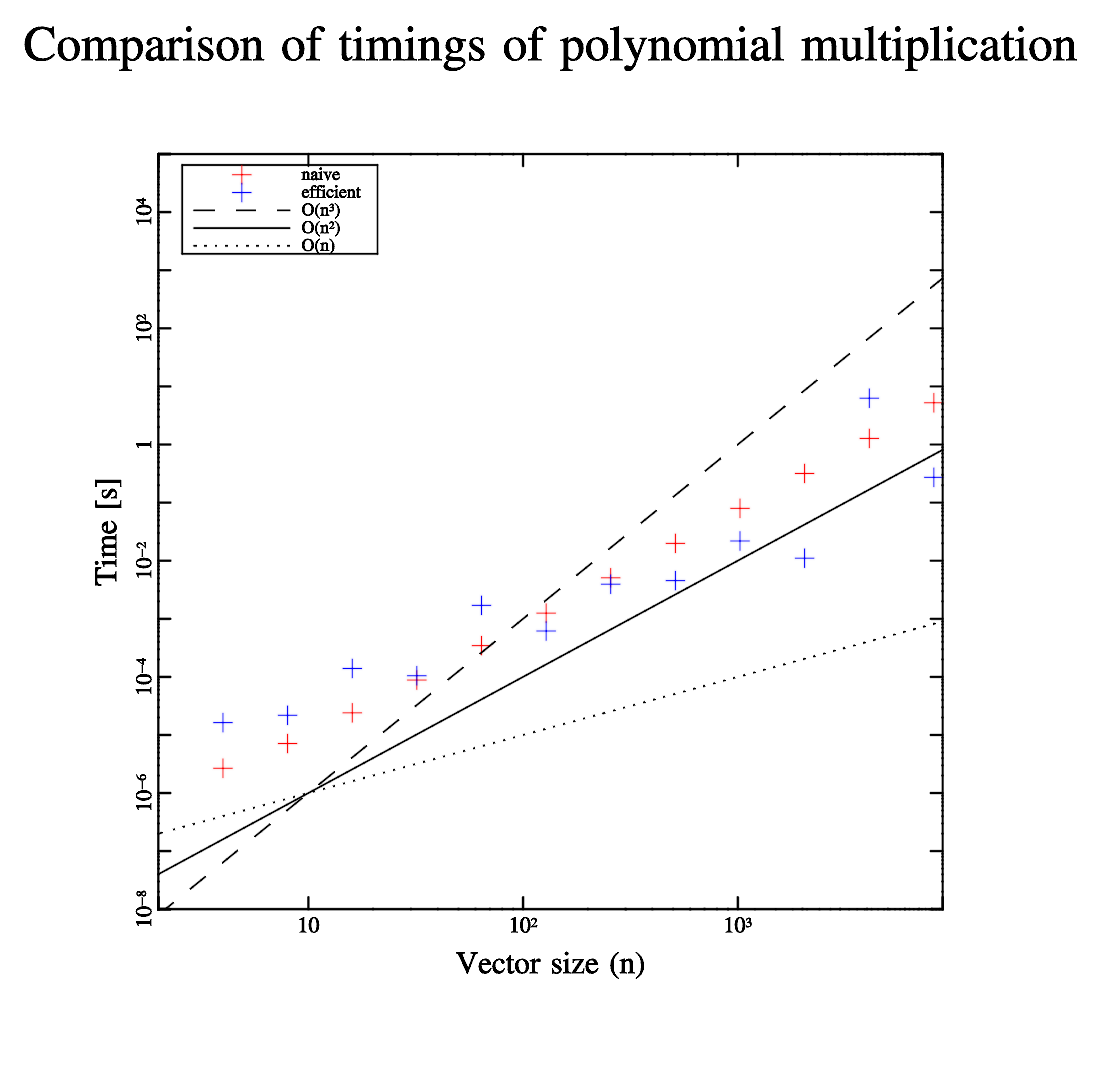 Comparison of timings of polynomial multiplication
naive
efficient
O(n³)
O(n²)
O(n)
10⁴
10²
1
10⁻²
10⁻⁴
10⁻⁶
10⁻⁸
Time [s]
10 10² 10³
Vector size (n)